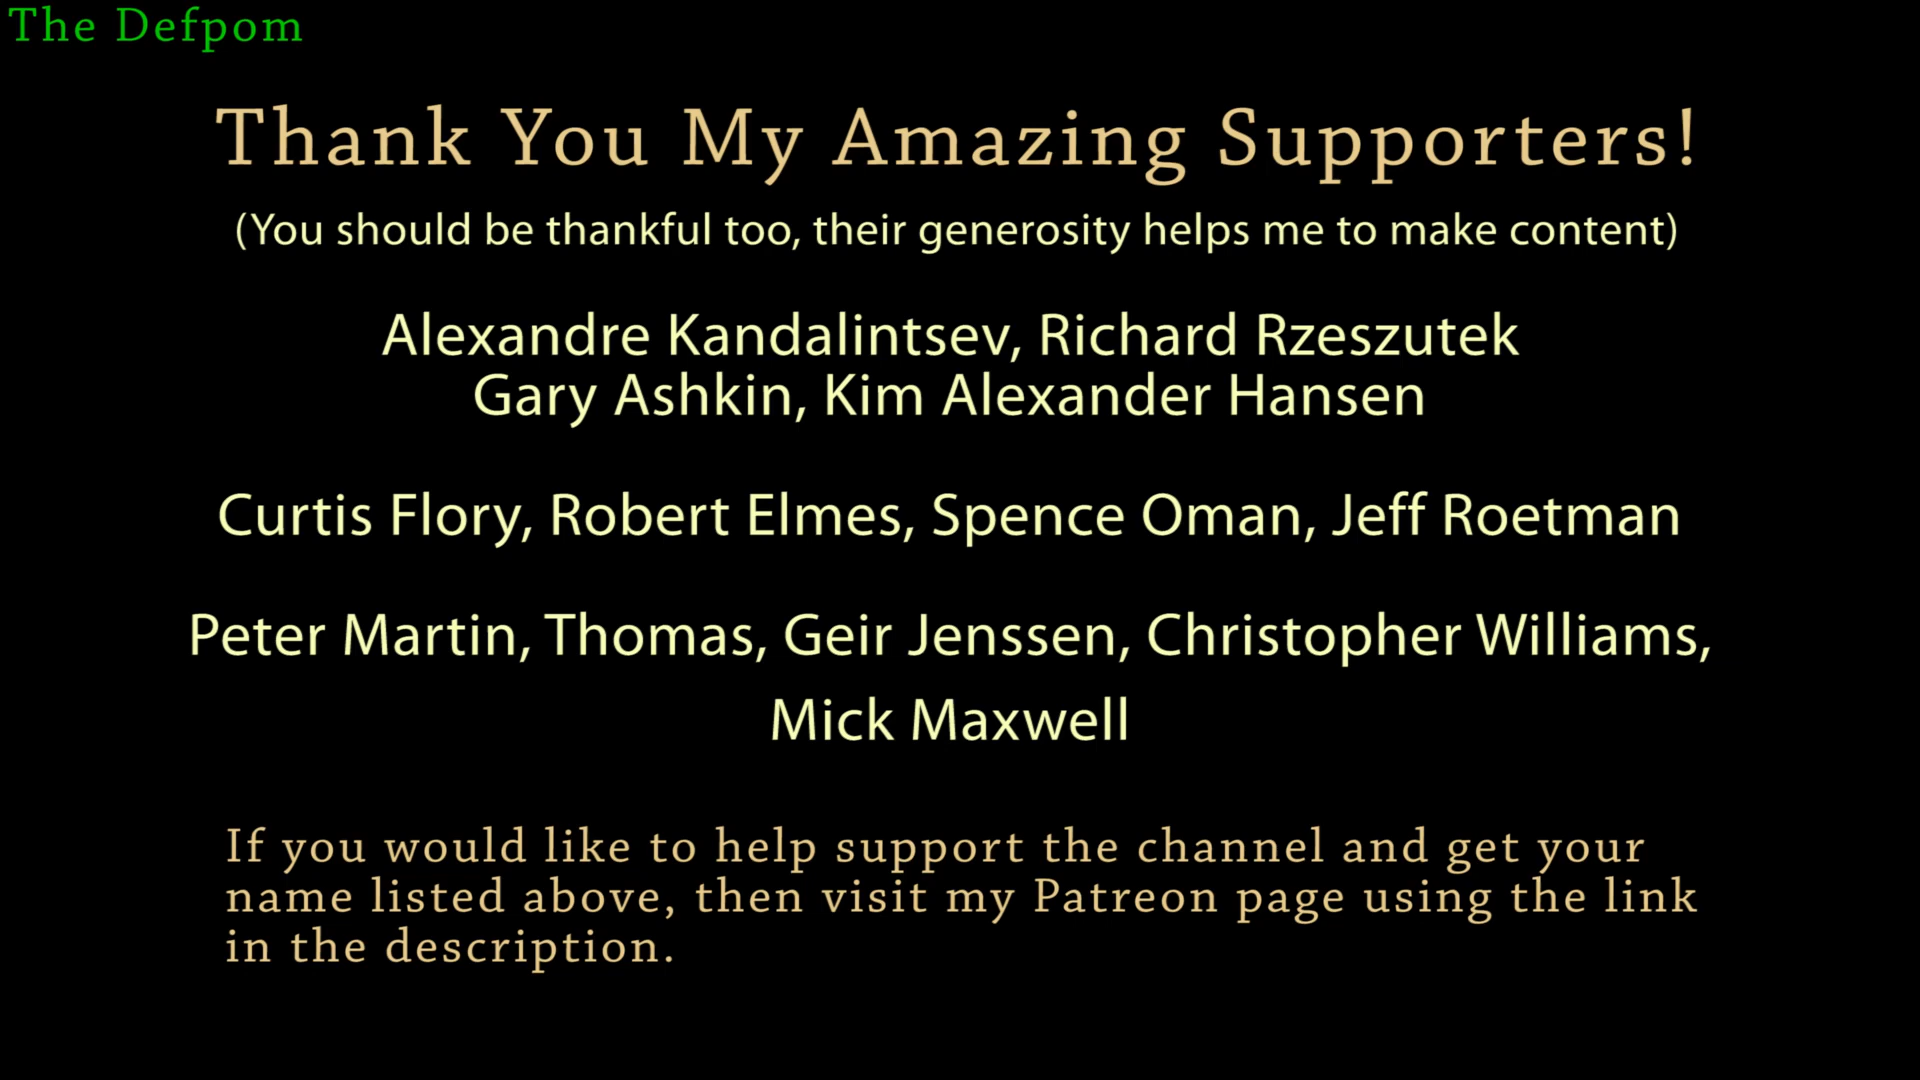 The Defpom
Thank You My Amazing Supporters!
(You should be thankful too, their generosity helps me to make content)
Alexandre Kandalintsev, Richard Rzeszutek
Gary Ashkin, Kim Alexander Hansen
Curtis Flory, Robert Elmes, Spence Oman, Jeff Roetman
Peter Martin, Thomas, Geir Jenssen, Christopher Williams,
Mick Maxwell
If you would like to help support the channel and get your
name listed above, then visit my Patreon page using the link
in the description.